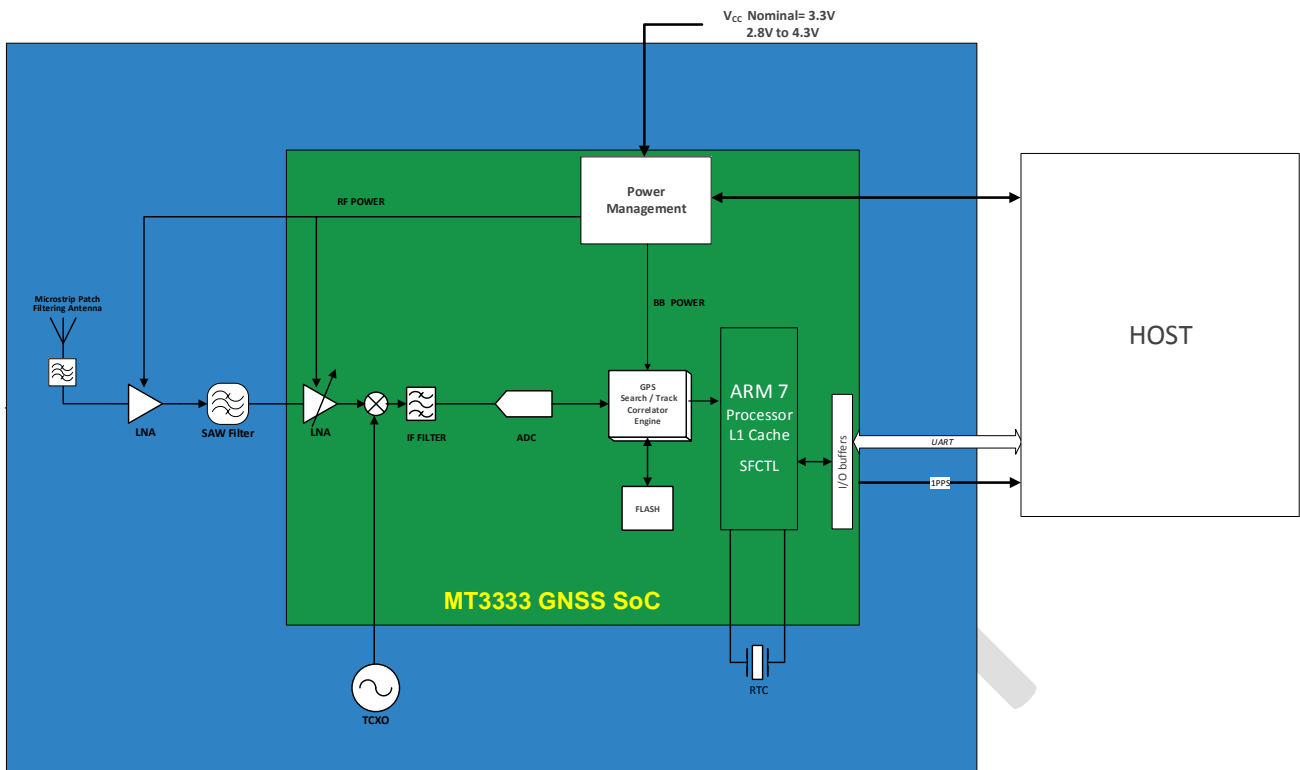 VCC Nominal= 3.3V
2.8V to 4.3V
Power
Management
RF POWER
BB POWER
Microstrip Patch
Filtering Antenna
LNA
SAW Filter
LNA
IF FILTER
ADC
GPS
Search / Track
Correlator
Engine
FLASH
ARM 7
Processor
L1 Cache
SFCTL
I/O buffers
UART
1PPS
HOST
MT3333 GNSS SoC
TCXO
RTC